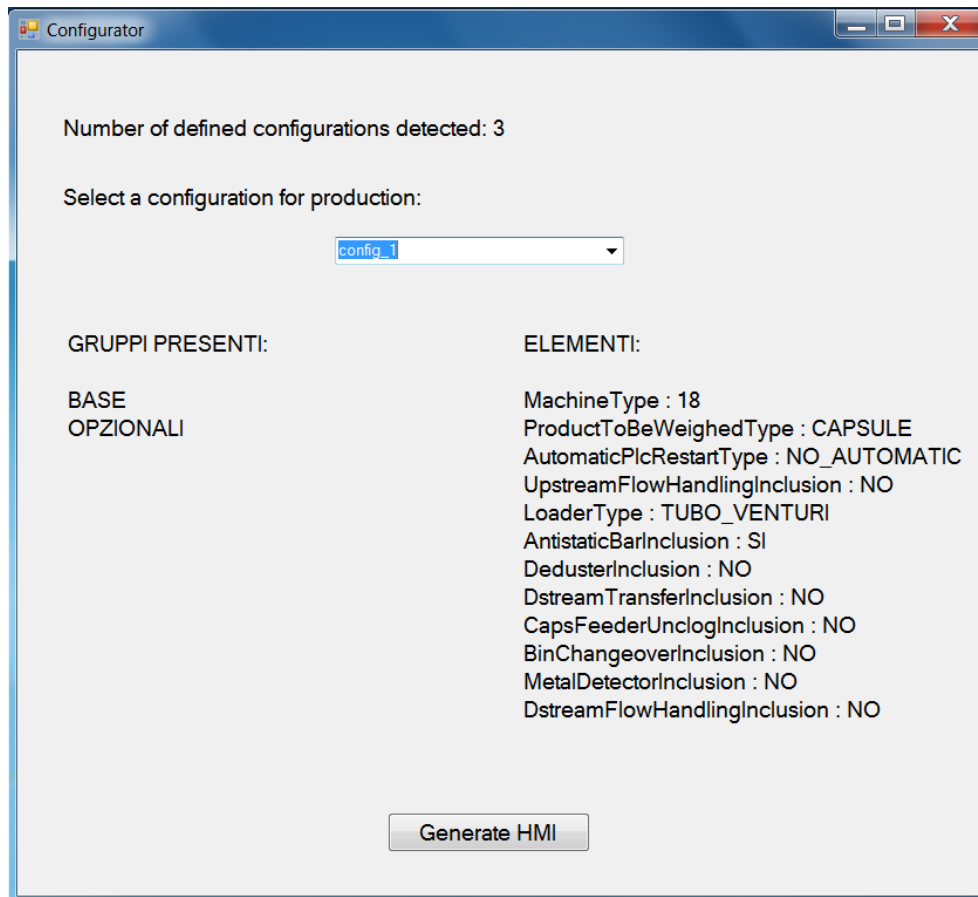 Configurator
Number of defined configurations detected: 3
Select a configuration for production:
config_1
GRUPPI PRESENTI:
BASE
OPZIONALI
ELEMENTI:
MachineType : 18
ProductToBeWeighedType : CAPSULE
AutomaticPlcRestartType : NO_AUTOMATIC
UpstreamFlowHandlingInclusion : NO
LoaderType : TUBO_VENTURI
AntistaticBarInclusion : SI
DedusterInclusion : NO
DstreamTransferInclusion : NO
CapsFeederUnclogInclusion : NO
BinChangeoverInclusion : NO
MetalDetectorInclusion : NO
DstreamFlowHandlingInclusion : NO
Generate HMI